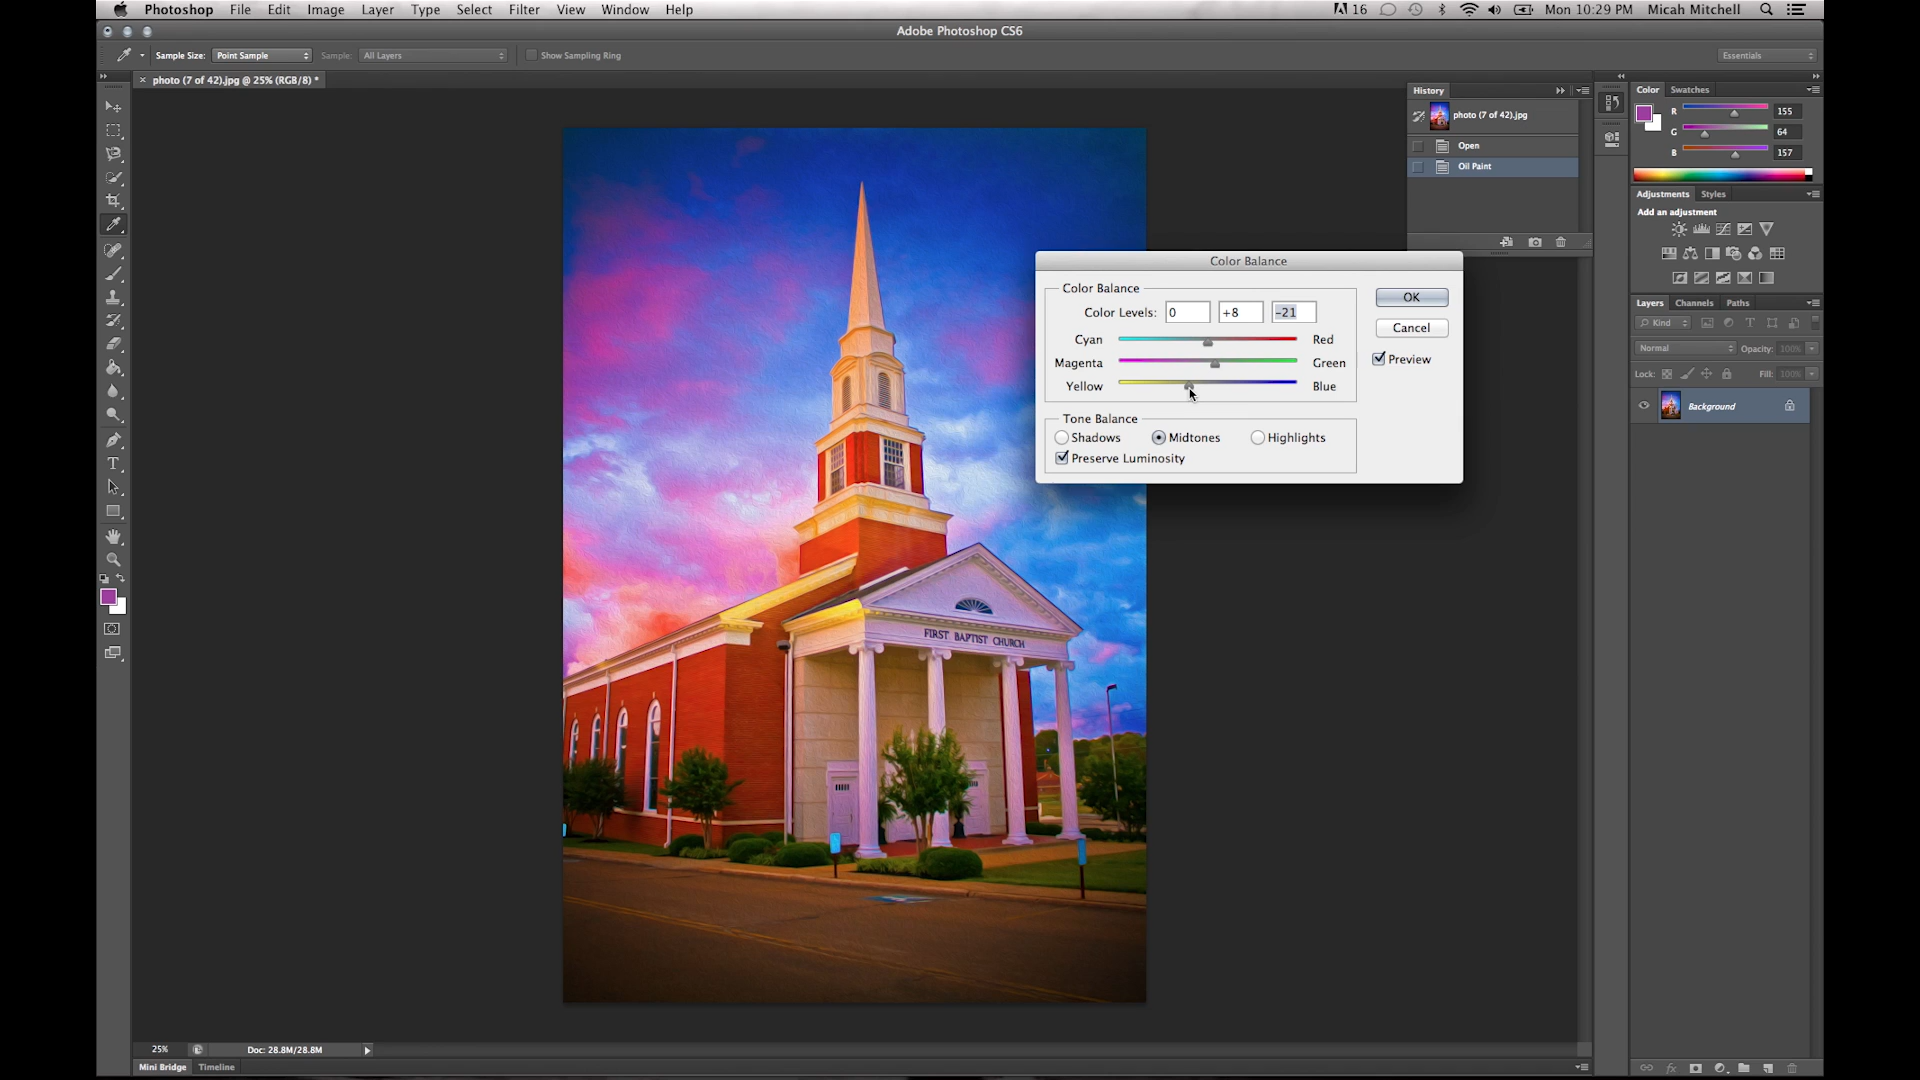 Photoshop File Edit Image Layer Type Select Filter View Window Help 16 Mon 10:29 PM Micah Mitchell
Adobe Photoshop CS6
Sample Size: Point Sample Sample: All Layers Show Sampling Ring Essentials
× photo (7 of 42).jpg @ 25% (RGB/8) *
History
photo (7 of 42).jpg
Open
Oil Paint
Color Swatches
R 155
G 64
B 157
Adjustments Styles
Add an adjustment
Layers Channels Paths
Kind
Normal Opacity: 100%
Lock: Fill: 100%
Background
Color Balance
Color Balance
Color Levels: 0 +8 -21
Cyan Red
Magenta Green
Yellow Blue
OK
Cancel
Preview
Tone Balance
Shadows Midtones Highlights
Preserve Luminosity
FIRST BAPTIST CHURCH
25% Doc: 28.8M/28.8M
Mini Bridge Timeline